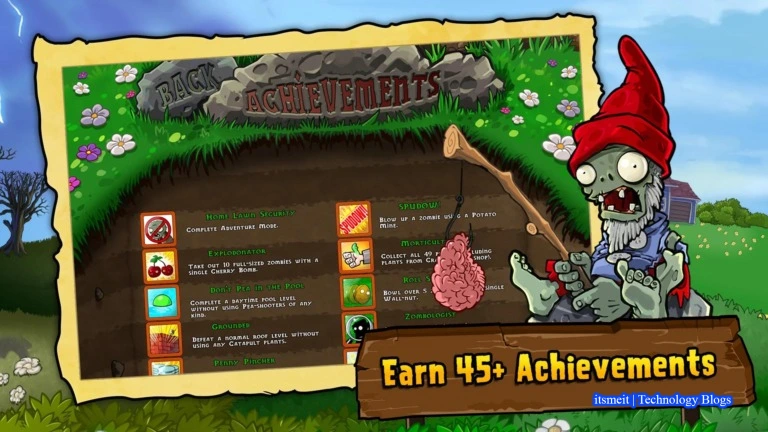 BACK
ACHIEVEMENTS
Home Lawn Security
Complete Adventure Mode.
Explodonator
Take out 10 full-sized zombies with a
single Cherry Bomb.
Don't Pea in the Pool
Complete a daytime pool level
without using Pea-shooters of any
kind.
Grounded
Defeat a normal roof level without
using any Catapult plants.
Penny Pincher
SPUDOW!
SPUDOW!
Blow up a zombie using a Potato
Mine.
Collect all 49
plants from
Bowl over 5
Wall-nut.
Zombologist
Earn 45+ Achievements
itsmeit | Technology Blogs